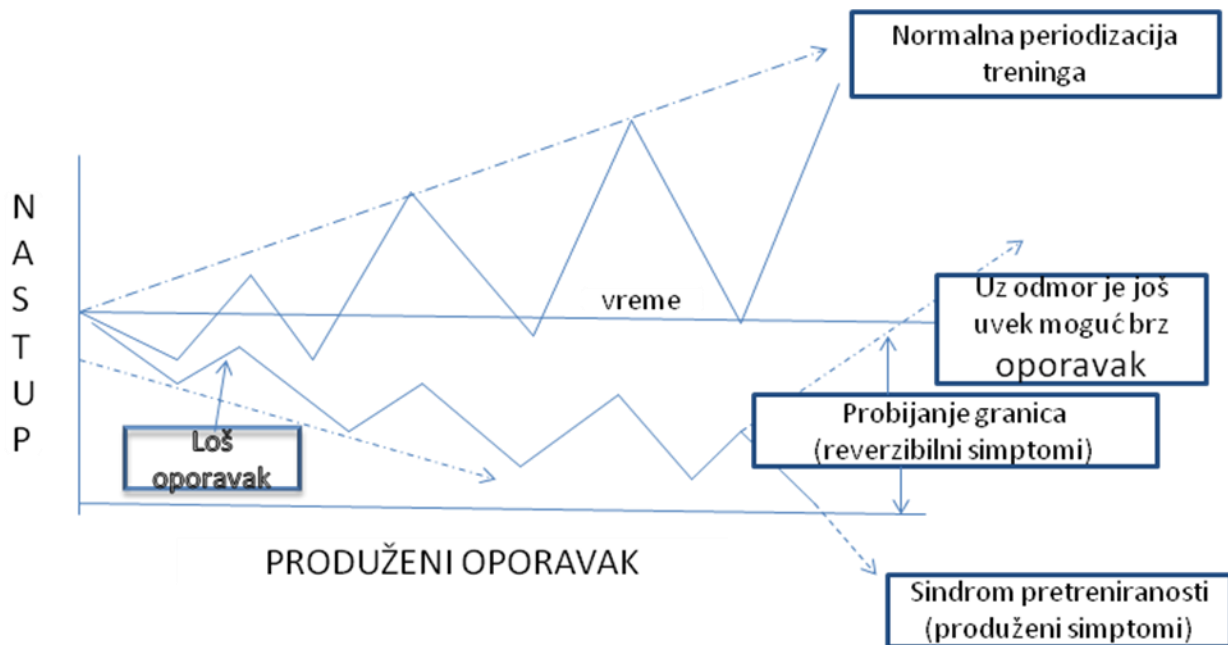 Normalna periodizacija
treninga
NASTUP
vreme
Uz odmor je još
uvek moguć brz
oporavak
Probijanje granica
(reverzibilni simptomi)
Loš
oporavak
PRODUŽENI OPORAVAK
Sindrom pretreniranosti
(produženi simptomi)